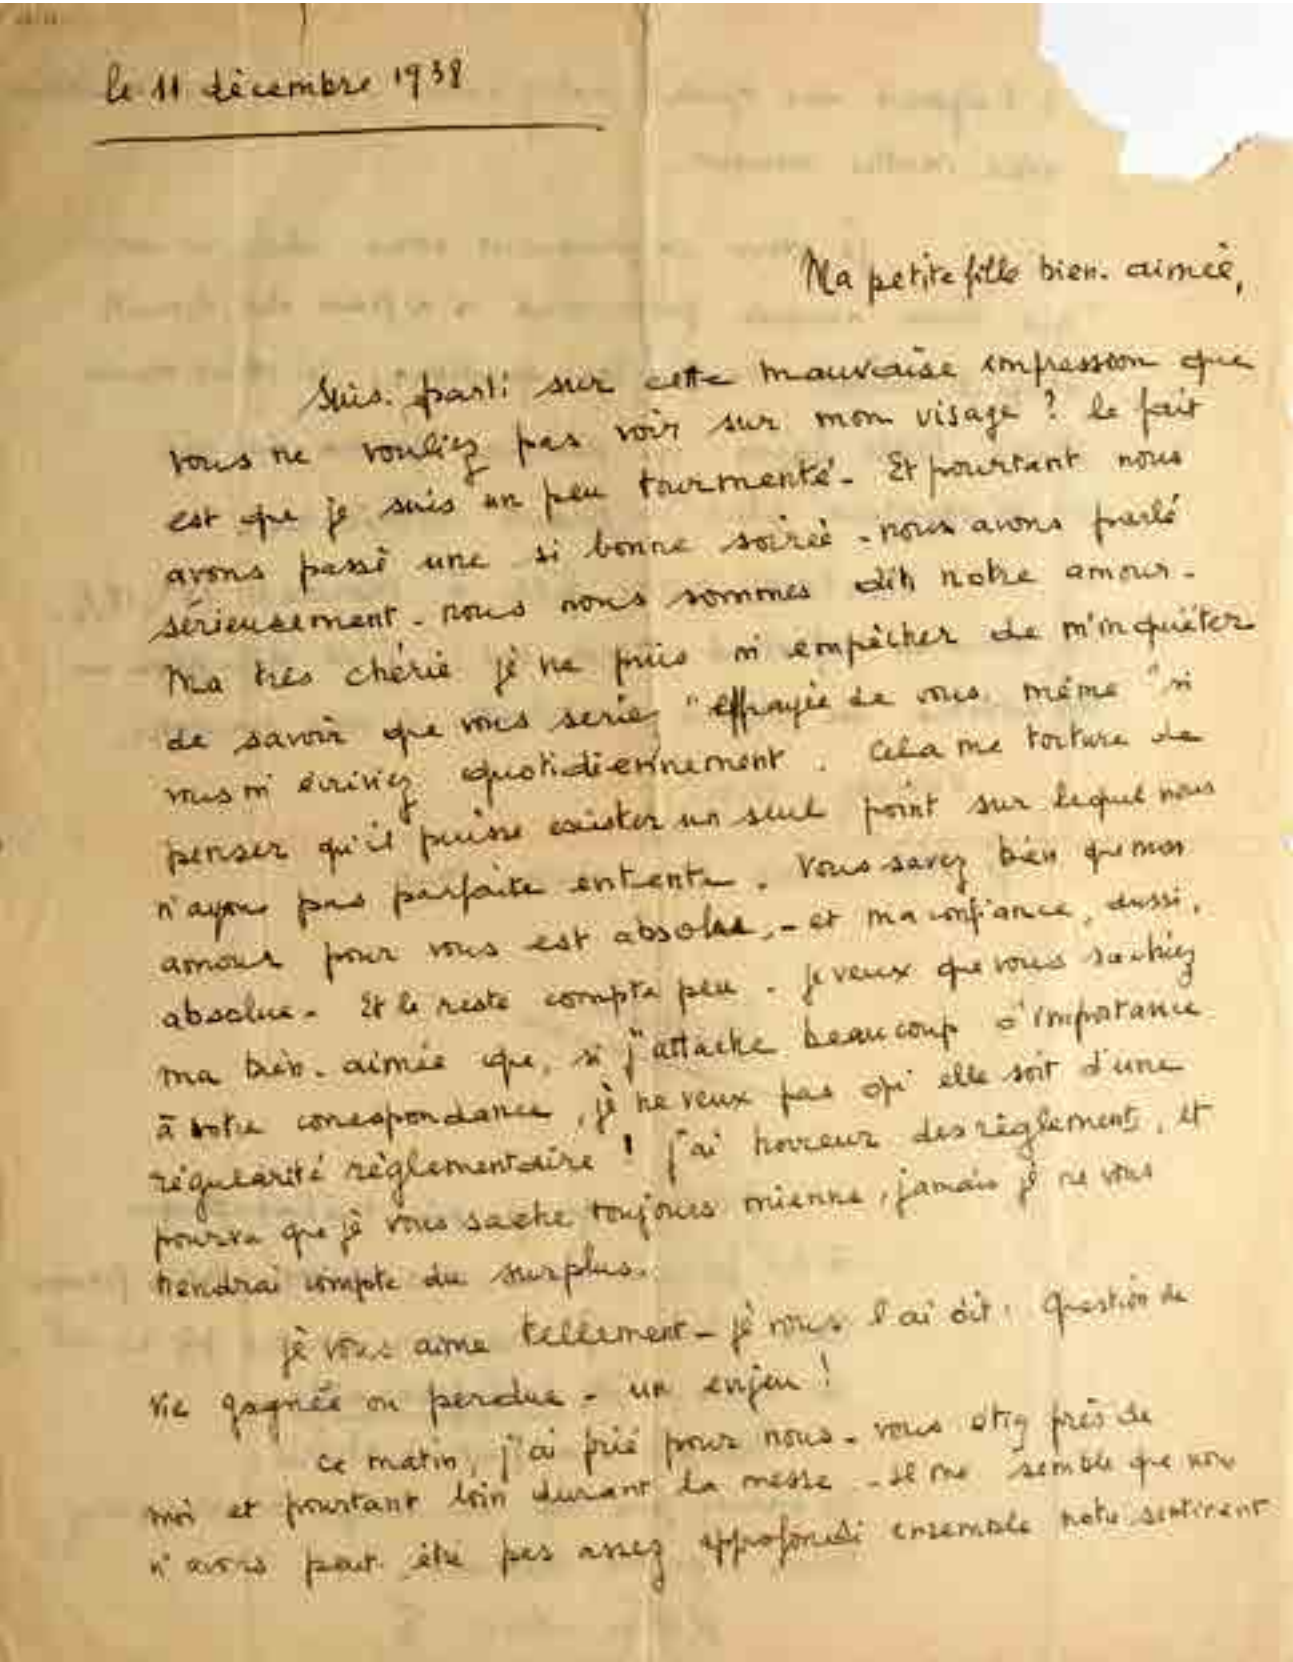 le 11 décembre 1938
Ma petite fille bien-aimée,
Suis-parti sur cette mauvaise impression que
vous ne vouliez pas voir sur mon visage ? le fait
est que je suis un peu tourmenté - Et pourtant nous
avons passé une si bonne soirée - nous avons parlé
sérieusement - nous nous sommes dit notre amour -
Ma très chérie je ne puis m'empêcher de m'inquiéter
de savoir que vous seriez "effrayée de vous même" si
vous m'écriviez quotidiennement. Cela me torture de
penser qu'il puisse exister un seul point sur lequel nous
n'ayons pas parfaite entente. Vous savez bien que mon
amour pour vous est absolu, - et ma confiance, aussi,
absolue - Et le reste compte peu - je veux que vous sachiez
ma bien-aimée que, si j'attache beaucoup d'importance
à votre correspondance, je ne veux pas qu'elle soit d'une
régularité réglementaire ! j'ai horreur des règlements, et
pourvu que je vous sache toujours mienne, jamais je ne vous
tiendrai compte du surplus.
je vous aime tellement - je vous l'ai dit : question de
vie gagnée ou perdue - un enjeu !
ce matin, j'ai prié pour nous - vous étiez près de
moi et pourtant loin durant la messe - Il me semble que nous
n'avons peut-être pas assez approfondi ensemble notre sentiment